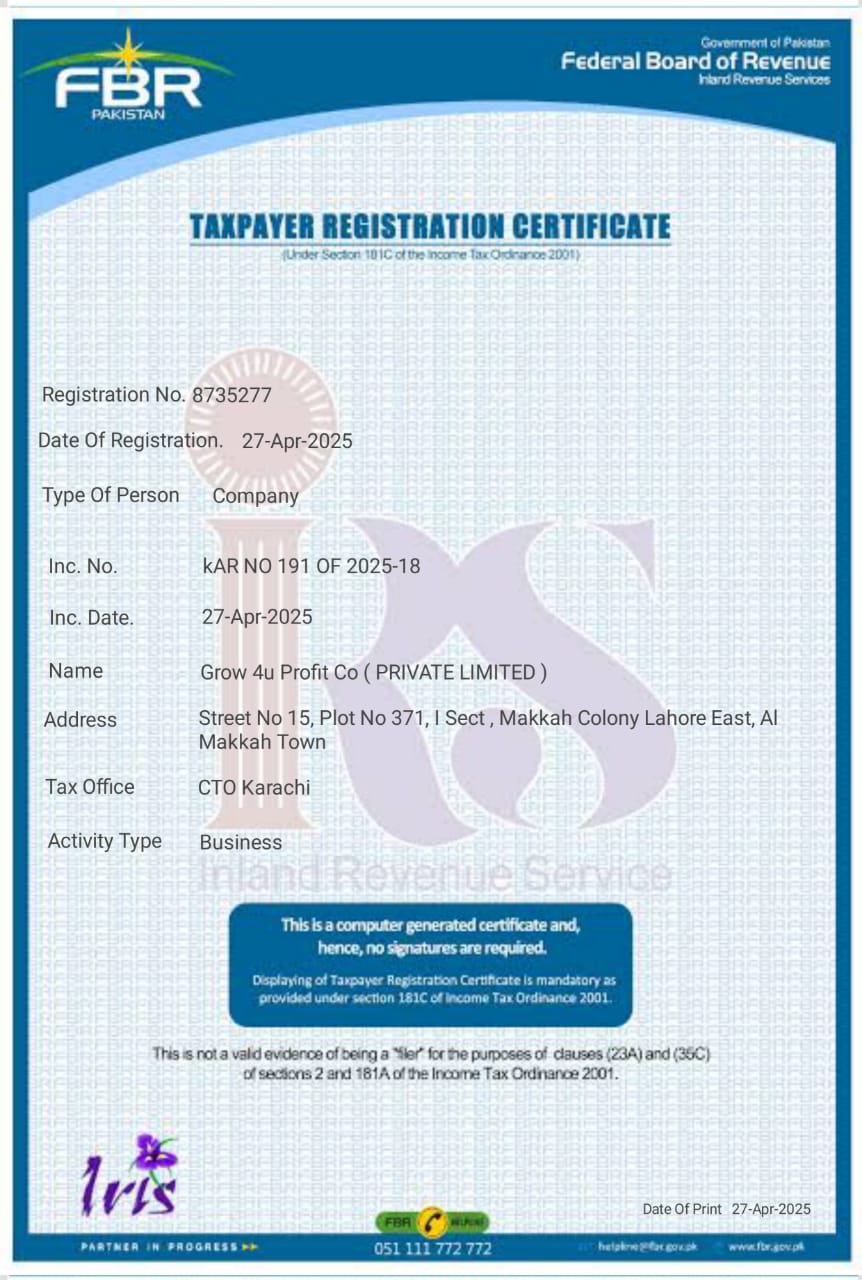 FBR
PAKISTAN
Government of Pakistan
Federal Board of Revenue
Inland Revenue Services
TAXPAYER REGISTRATION CERTIFICATE
(Under Section 181C of the Income Tax Ordinance 2001)
Registration No. 8735277
Date Of Registration. 27-Apr-2025
Type Of Person Company
Inc. No. kAR NO 191 OF 2025-18
Inc. Date. 27-Apr-2025
Name Grow 4u Profit Co ( PRIVATE LIMITED )
Address Street No 15, Plot No 371, I Sect , Makkah Colony Lahore East, Al
Makkah Town
Tax Office CTO Karachi
Activity Type Business
IRS
Inland Revenue Service
This is a computer generated certificate and,
hence, no signatures are required.
Displaying of Taxpayer Registration Certificate is mandatory as
provided under section 181C of Income Tax Ordinance 2001.
This is not a valid evidence of being a "filer" for the purposes of clauses (23A) and (35C)
of sections 2 and 181A of the Income Tax Ordinance 2001.
Iris
Date Of Print 27-Apr-2025
FBR HELPLINE
PARTNER IN PROGRESS
051 111 772 772
helpline@fbr.gov.pk
www.fbr.gov.pk